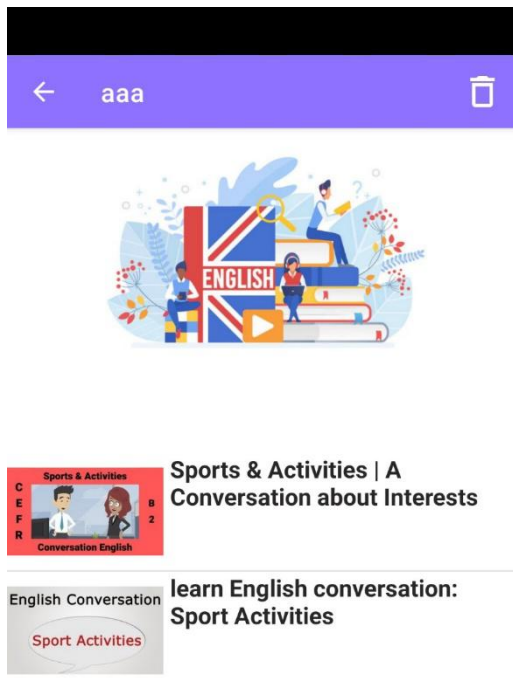 aaa
ENGLISH
Sports & Activities
C
E
F
R
B
2
Conversation English
Sports & Activities | A
Conversation about Interests
English Conversation
Sport Activities
learn English conversation:
Sport Activities